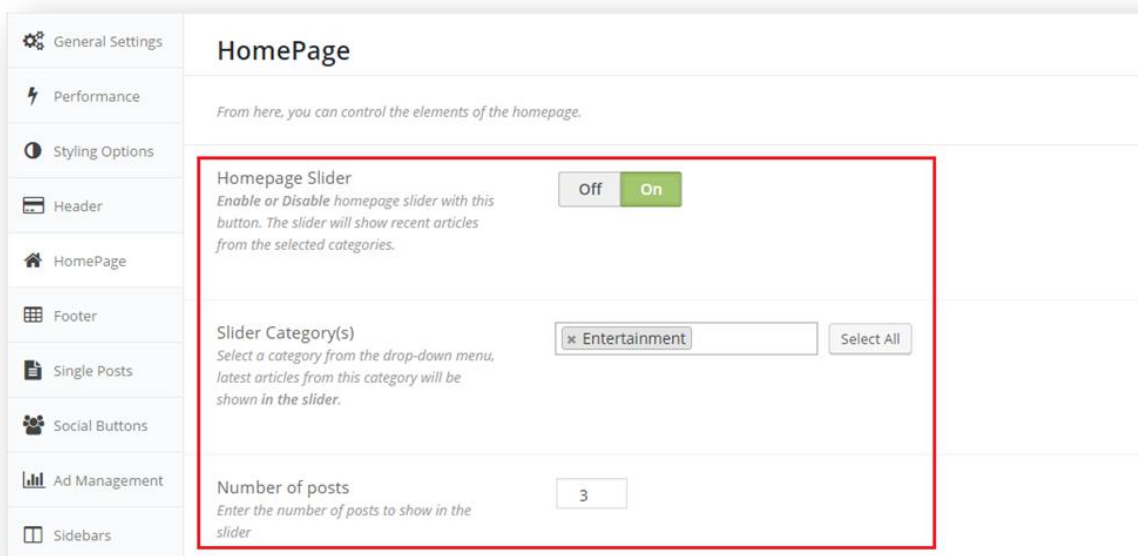 General Settings
Performance
Styling Options
Header
HomePage
Footer
Single Posts
Social Buttons
Ad Management
Sidebars
HomePage
From here, you can control the elements of the homepage.
Homepage Slider
Enable or Disable homepage slider with this
button. The slider will show recent articles
from the selected categories.
Off On
Slider Category(s)
Select a category from the drop-down menu,
latest articles from this category will be
shown in the slider.
× Entertainment
Select All
Number of posts
Enter the number of posts to show in the
slider
3